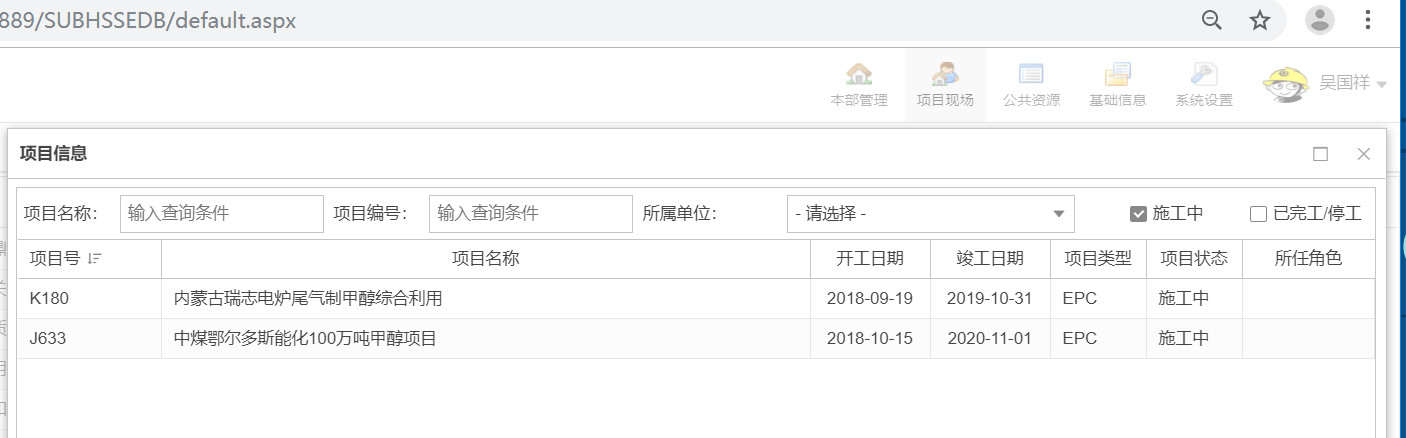 889/SUBHSSEDB/default.aspx
本部管理 项目现场 公共资源 基础信息 系统设置 吴国祥
项目信息
项目名称: 输入查询条件 项目编号: 输入查询条件 所属单位: - 请选择 - 施工中 已完工/停工
项目号 项目名称 开工日期 竣工日期 项目类型 项目状态 所任角色
K180 内蒙古瑞志电炉尾气制甲醇综合利用 2018-09-19 2019-10-31 EPC 施工中
J633 中煤鄂尔多斯能化100万吨甲醇项目 2018-10-15 2020-11-01 EPC 施工中